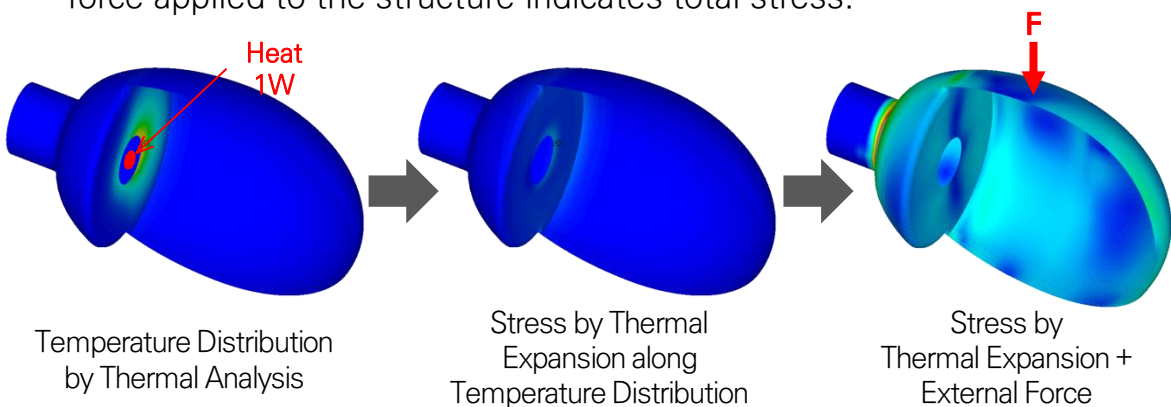 force applied to the structure indicates total stress.
Heat
1W
F
Temperature Distribution
by Thermal Analysis
Stress by Thermal
Expansion along
Temperature Distribution
Stress by
Thermal Expansion +
External Force